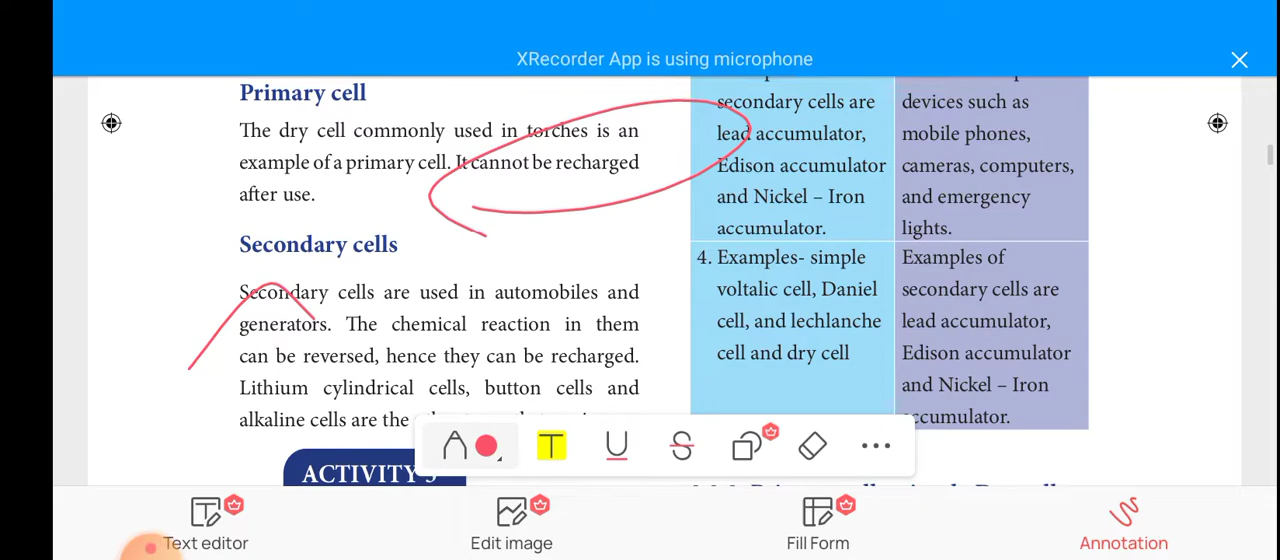 XRecorder App is using microphone
Primary cell
The dry cell commonly used in torches is an
example of a primary cell. It cannot be recharged
after use.
Secondary cells
Secondary cells are used in automobiles and
generators. The chemical reaction in them
can be reversed, hence they can be recharged.
Lithium cylindrical cells, button cells and
alkaline cells are the
ACTIVITY
secondary cells are
lead accumulator,
Edison accumulator
and Nickel – Iron
accumulator.
devices such as
mobile phones,
cameras, computers,
and emergency
lights.
4. Examples- simple
voltalic cell, Daniel
cell, and lechlanche
cell and dry cell
Examples of
secondary cells are
lead accumulator,
Edison accumulator
and Nickel – Iron
accumulator.
T
U
S
Text editor
Edit image
Fill Form
Annotation